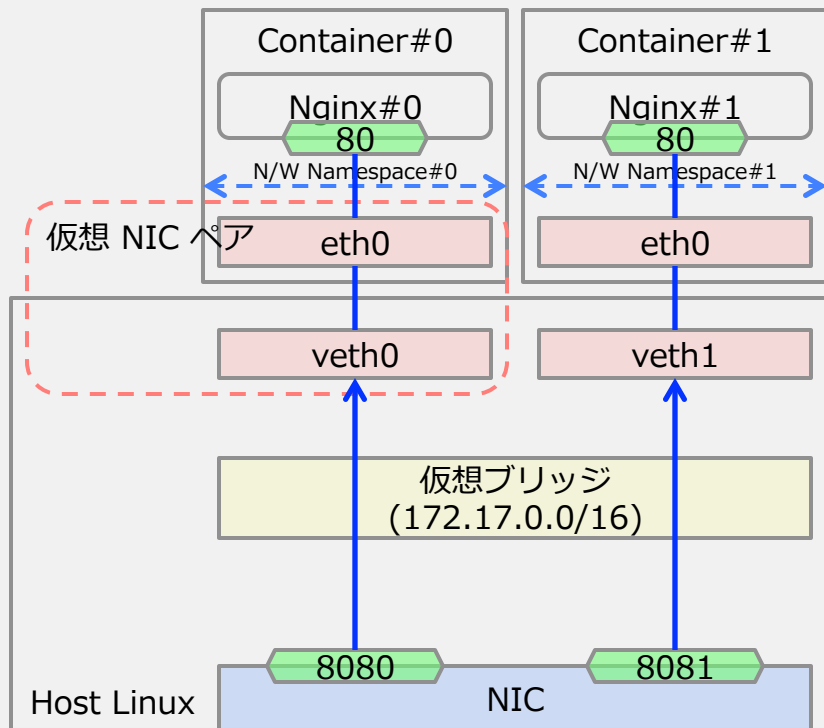 Container#0
Container#1
Nginx#0
Nginx#1
80
80
N/W Namespace#0
N/W Namespace#1
仮想 NIC ペア
eth0
eth0
veth0
veth1
仮想ブリッジ
(172.17.0.0/16)
8080
8081
Host Linux
NIC